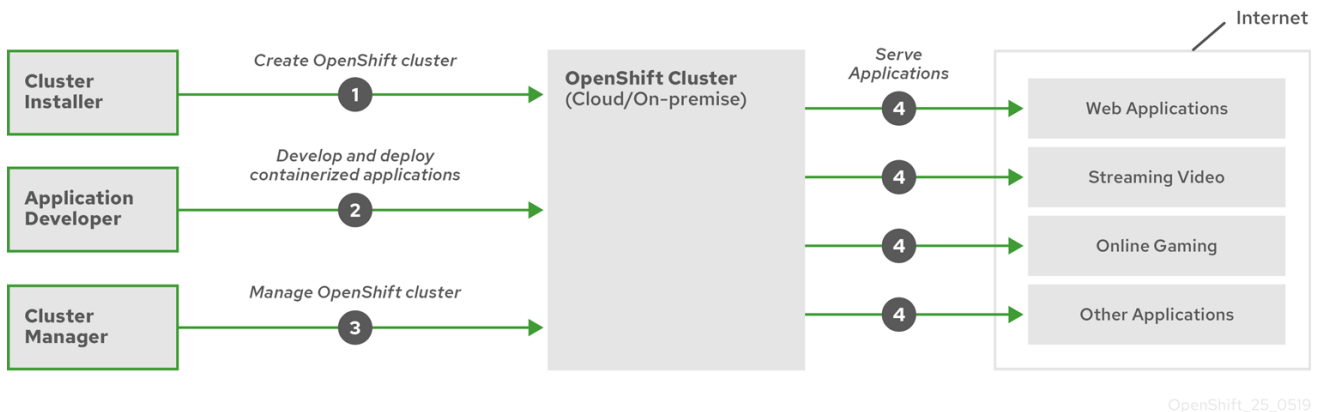 Internet
Cluster
Installer
Create OpenShift cluster
1
Application
Developer
Develop and deploy
containerized applications
2
Cluster
Manager
Manage OpenShift cluster
3
OpenShift Cluster
(Cloud/On-premise)
Serve
Applications
4
Web Applications
4
Streaming Video
4
Online Gaming
4
Other Applications
OpenShift_25_0519